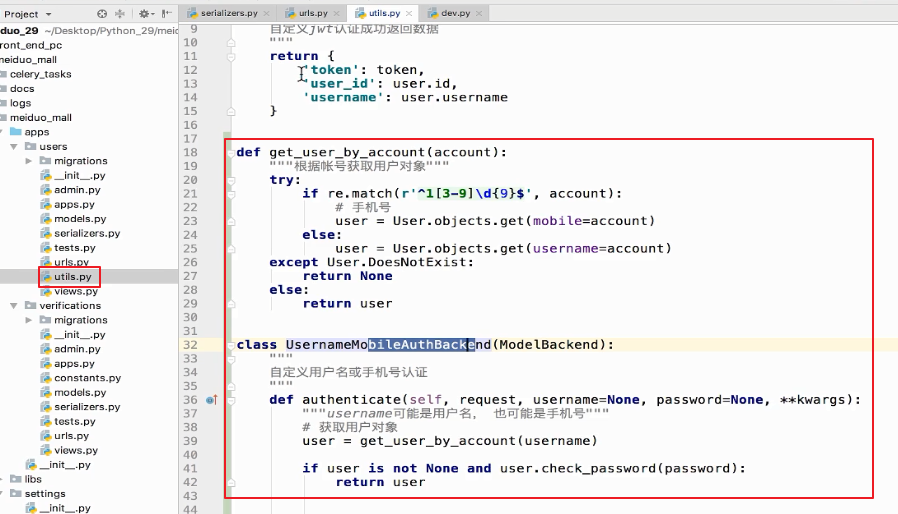 Project
serializers.py
urls.py
utils.py
dev.py
duo_29 ~/Desktop/Python_29/meid
ront_end_pc
meiduo_mall
celery_tasks
docs
logs
meiduo_mall
apps
users
migrations
__init__.py
admin.py
apps.py
models.py
serializers.py
tests.py
urls.py
utils.py
views.py
verifications
migrations
__init__.py
admin.py
apps.py
constants.py
models.py
serializers.py
tests.py
urls.py
views.py
__init__.py
libs
settings
__init__.py
9 自定义jwt认证成功返回数据
10 """
11 return {
12 'token': token,
13 'user_id': user.id,
14 'username': user.username
15 }
16
17
18 def get_user_by_account(account):
19 """根据帐号获取用户对象"""
20 try:
21 if re.match(r'^1[3-9]\d{9}$', account):
22 # 手机号
23 user = User.objects.get(mobile=account)
24 else:
25 user = User.objects.get(username=account)
26 except User.DoesNotExist:
27 return None
28 else:
29 return user
30
31
32 class UsernameMobileAuthBackend(ModelBackend):
33 """
34 自定义用户名或手机号认证
35 """
36 def authenticate(self, request, username=None, password=None, **kwargs):
37 """username可能是用户名, 也可能是手机号"""
38 # 获取用户对象
39 user = get_user_by_account(username)
40
41 if user is not None and user.check_password(password):
42 return user
43
44